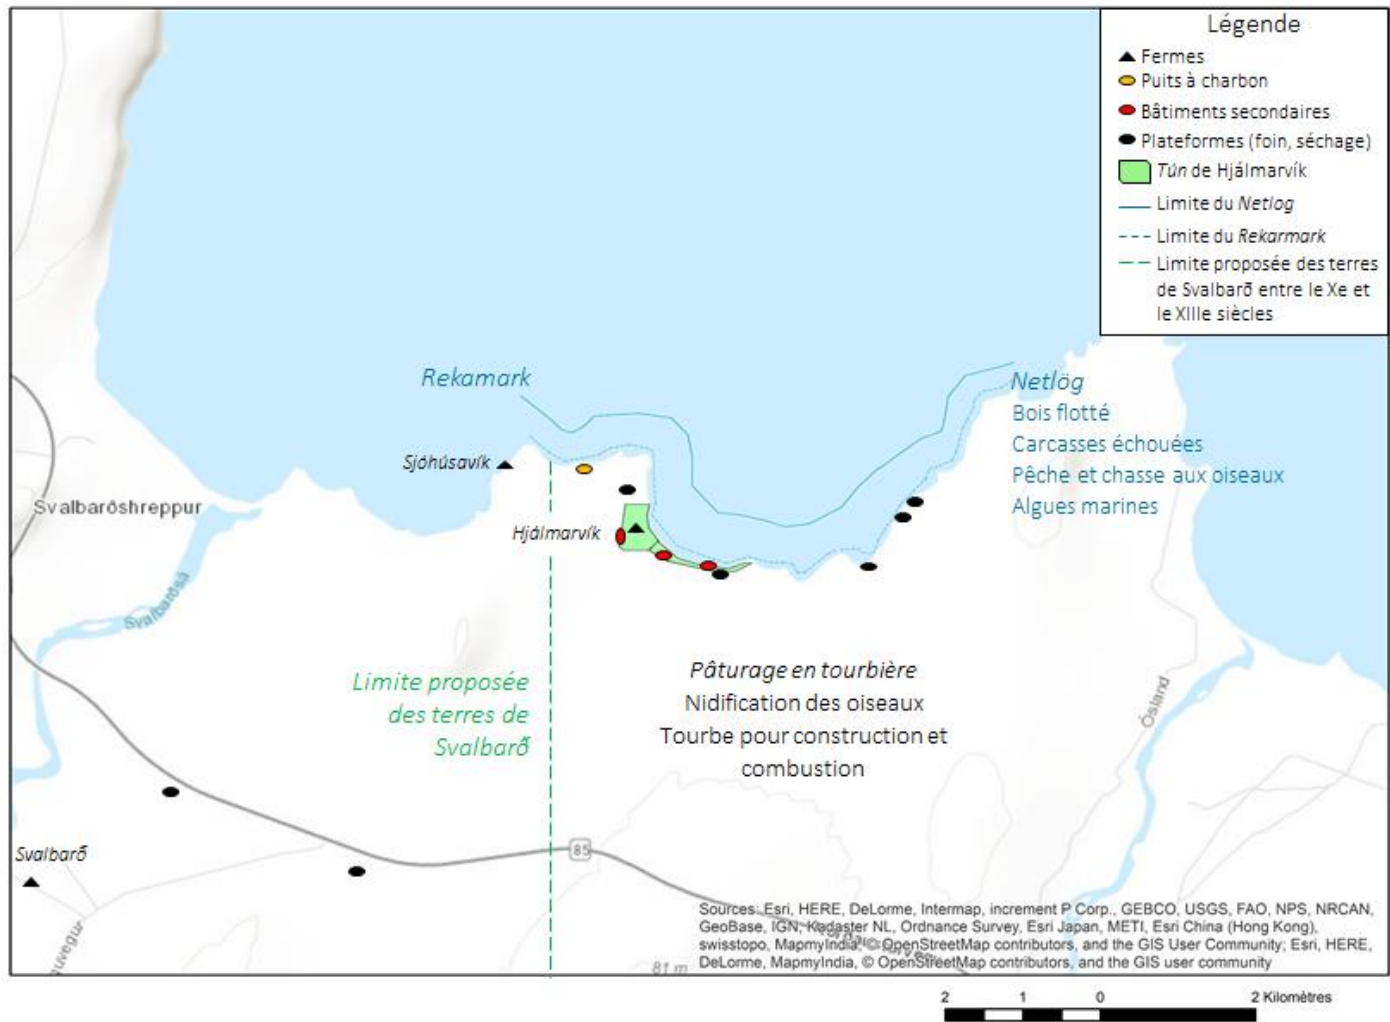 Légende
Fermes
Puits à charbon
Bâtiments secondaires
Plateformes (foin, séchage)
Tún de Hjálmarvík
Limite du Netlog
Limite du Rekarmark
Limite proposée des terres
de Svalbarð entre le Xe et
le XIIIe siècles
Rekamark
Netlög
Bois flotté
Carcasses échouées
Pêche et chasse aux oiseaux
Algues marines
Sjóhúsavík
Svalbarðshreppur
Hjálmarvík
Svalbarðsá
Limite proposée
des terres de
Svalbarð
Pâturage en tourbière
Nidification des oiseaux
Tourbe pour construction et
combustion
Ósland
85
Svalbarð
Sources: Esri, HERE, DeLorme, Intermap, increment P Corp., GEBCO, USGS, FAO, NPS, NRCAN,
GeoBase, IGN, Kadaster NL, Ordnance Survey, Esri Japan, METI, Esri China (Hong Kong),
swisstopo, MapmyIndia, © OpenStreetMap contributors, and the GIS User Community; Esri, HERE,
DeLorme, MapmyIndia, © OpenStreetMap contributors, and the GIS user community
81 m
2 1 0 2 Kilomètres